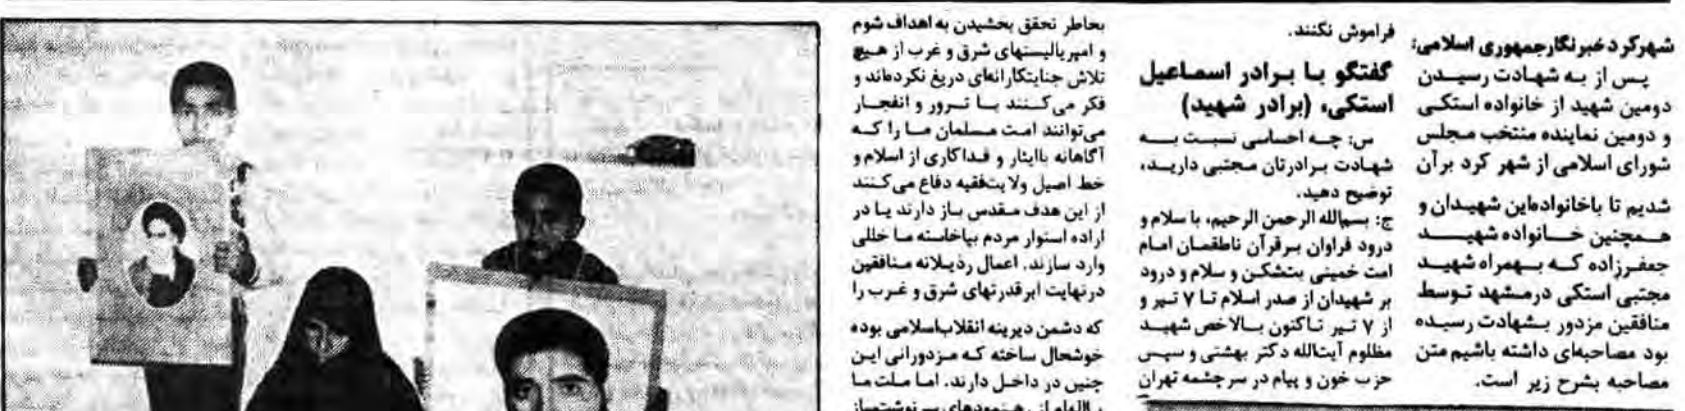 شهرکرد خبرنگار جمهوری اسلامی:
پس از به شهادت رسیدن
دومین شهید از خانواده استکی
و دومین نماینده منتخب مجلس
شورای اسلامی از شهر کرد برآن
شدیم تا باخانواده‌این شهیدان و
همچنین خانواده شهید
جعفرزاده که بهمراه شهید
مجتبی استکی درمشهد توسط
منافقین مزدور بشهادت رسیده
بود مصاحبه‌ای داشته باشیم متن
مصاحبه بشرح زیر است.
فراموش نکنند.
گفتگو با برادر اسماعیل
استکی، (برادر شهید)
س: چه احساسی نسبت به
شهادت برادرتان مجتبی دارید،
توضیح دهید.
ج: بسم‌الله الرحمن الرحیم، با سلام و
درود فراوان برقرآن ناطقمان امام
امت خمینی بت‌شکن و سلام و درود
بر شهیدان از صدر اسلام تا ۷ تیر و
از ۷ تیر تاکنون بالاخص شهید
مظلوم آیت‌الله دکتر بهشتی و سپس
حزب خون و پیام در سرچشمه تهران
بخاطر تحقق بخشیدن به اهداف شوم
و امپریالیستهای شرق و غرب از هیچ
تلاش جنایتکارانه‌ای دریغ نکرده‌اند و
فکر می‌کنند با ترور و انفجار
می‌توانند امت مسلمان ما را که
آگاهانه باایثار و فداکاری از اسلام و
خط اصیل ولایت‌فقیه دفاع می‌کنند
از این هدف مقدس باز دارند یا در
اراده استوار مردم بپاخاسته ما خللی
وارد سازند. اعمال رذیلانه منافقین
درنهایت ابرقدرتهای شرق و غرب را
که دشمن دیرینه انقلاب‌اسلامی بوده
خوشحال ساخته که مزدورانی این
چنین در داخل دارند. اما ملت ما